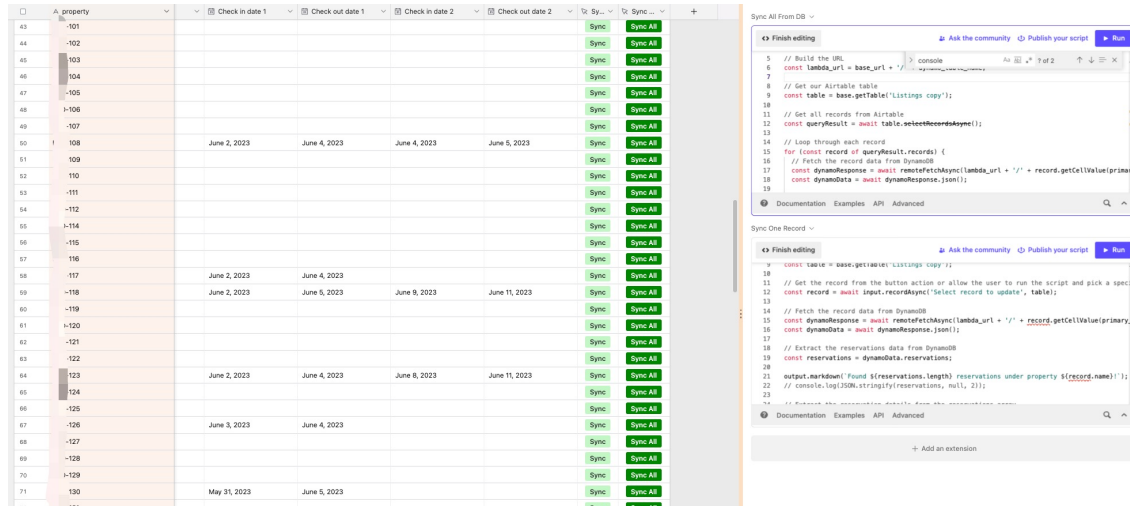 property
Check in date 1
Check out date 1
Check in date 2
Check out date 2
Sy...
Sync ...
+
43 -101 Sync Sync All
44 -102 Sync Sync All
45 -103 Sync Sync All
46 -104 Sync Sync All
47 -105 Sync Sync All
48 -106 Sync Sync All
49 -107 Sync Sync All
50 108 June 2, 2023 June 4, 2023 June 4, 2023 June 5, 2023 Sync Sync All
51 109 Sync Sync All
52 110 Sync Sync All
53 -111 Sync Sync All
54 -112 Sync Sync All
55 -114 Sync Sync All
56 -115 Sync Sync All
57 116 Sync Sync All
58 -117 June 2, 2023 June 4, 2023 Sync Sync All
59 -118 June 2, 2023 June 5, 2023 June 9, 2023 June 11, 2023 Sync Sync All
60 -119 Sync Sync All
61 -120 Sync Sync All
62 -121 Sync Sync All
63 -122 Sync Sync All
64 -123 June 2, 2023 June 4, 2023 June 8, 2023 June 11, 2023 Sync Sync All
65 -124 Sync Sync All
66 -125 Sync Sync All
67 -126 June 3, 2023 June 4, 2023 Sync Sync All
68 -127 Sync Sync All
69 -128 Sync Sync All
70 -129 Sync Sync All
71 130 May 31, 2023 June 5, 2023 Sync Sync All
Sync All From DB
Finish editing
Ask the community
Publish your script
Run
console
Aa
? of 2
5 // Build the URL
6 const lambda_url = base_url + '/'
7
8 // Get our Airtable table
9 const table = base.getTable('Listings copy');
10
11 // Get all records from Airtable
12 const queryResult = await table.selectRecordsAsync();
13
14 // Loop through each record
15 for (const record of queryResult.records) {
16 // Fetch the record data from DynamoDB
17 const dynamoResponse = await remoteFetchAsync(lambda_url + '/' + record.getCellValue(primar
18 const dynamoData = await dynamoResponse.json();
19
Documentation Examples API Advanced
Sync One Record
Finish editing
Ask the community
Publish your script
Run
9 const table = base.getTable('Listings copy');
10
11 // Get the record from the button action or allow the user to run the script and pick a speci
12 const record = await input.recordAsync('Select record to update', table);
13
14 // Fetch the record data from DynamoDB
15 const dynamoResponse = await remoteFetchAsync(lambda_url + '/' + record.getCellValue(primary_
16 const dynamoData = await dynamoResponse.json();
17
18 // Extract the reservations data from DynamoDB
19 const reservations = dynamoData.reservations;
20
21 output.markdown(`Found ${reservations.length} reservations under property ${record.name}!`);
22 // console.log(JSON.stringify(reservations, null, 2));
23
Documentation Examples API Advanced
+ Add an extension